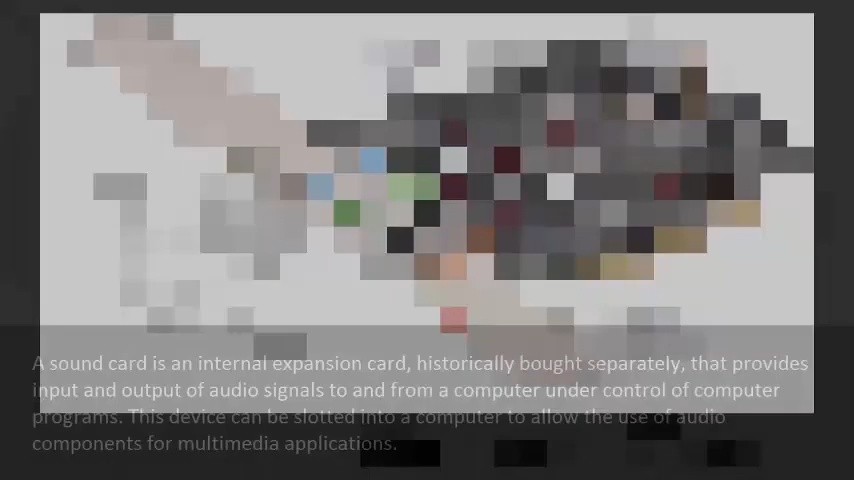 A sound card is an internal expansion card, historically bought separately, that provides
input and output of audio signals to and from a computer under control of computer
programs. This device can be slotted into a computer to allow the use of audio
components for multimedia applications.